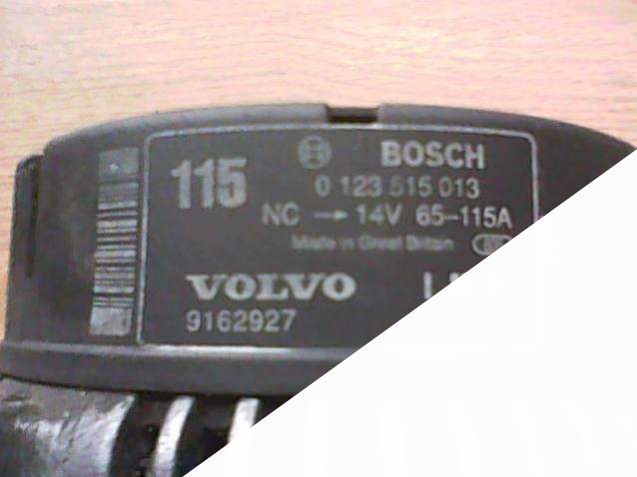 115
BOSCH
0 123 515 013
NC → 14V 65-115A
Made in Great Britain
VOLVO
9162927